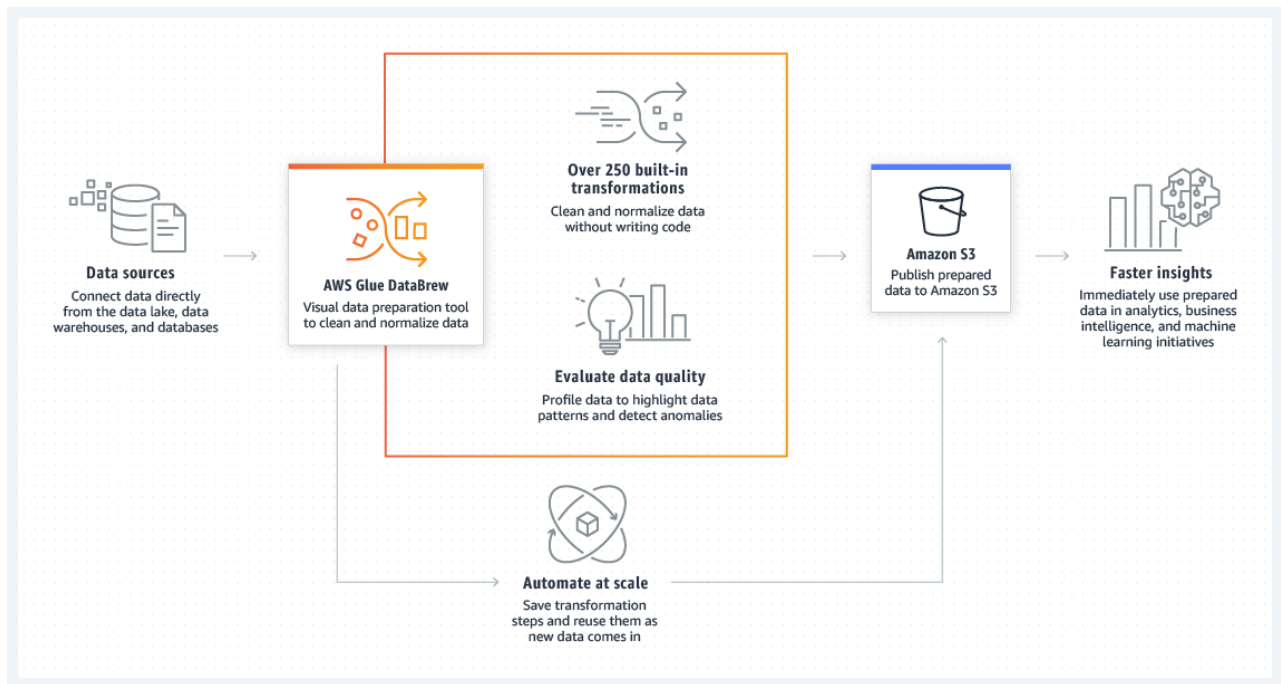 Data sources
Connect data directly
from the data lake, data
warehouses, and databases
AWS Glue DataBrew
Visual data preparation tool
to clean and normalize data
Over 250 built-in
transformations
Clean and normalize data
without writing code
Evaluate data quality
Profile data to highlight data
patterns and detect anomalies
Automate at scale
Save transformation
steps and reuse them as
new data comes in
Amazon S3
Publish prepared
data to Amazon S3
Faster insights
Immediately use prepared
data in analytics, business
intelligence, and machine
learning initiatives